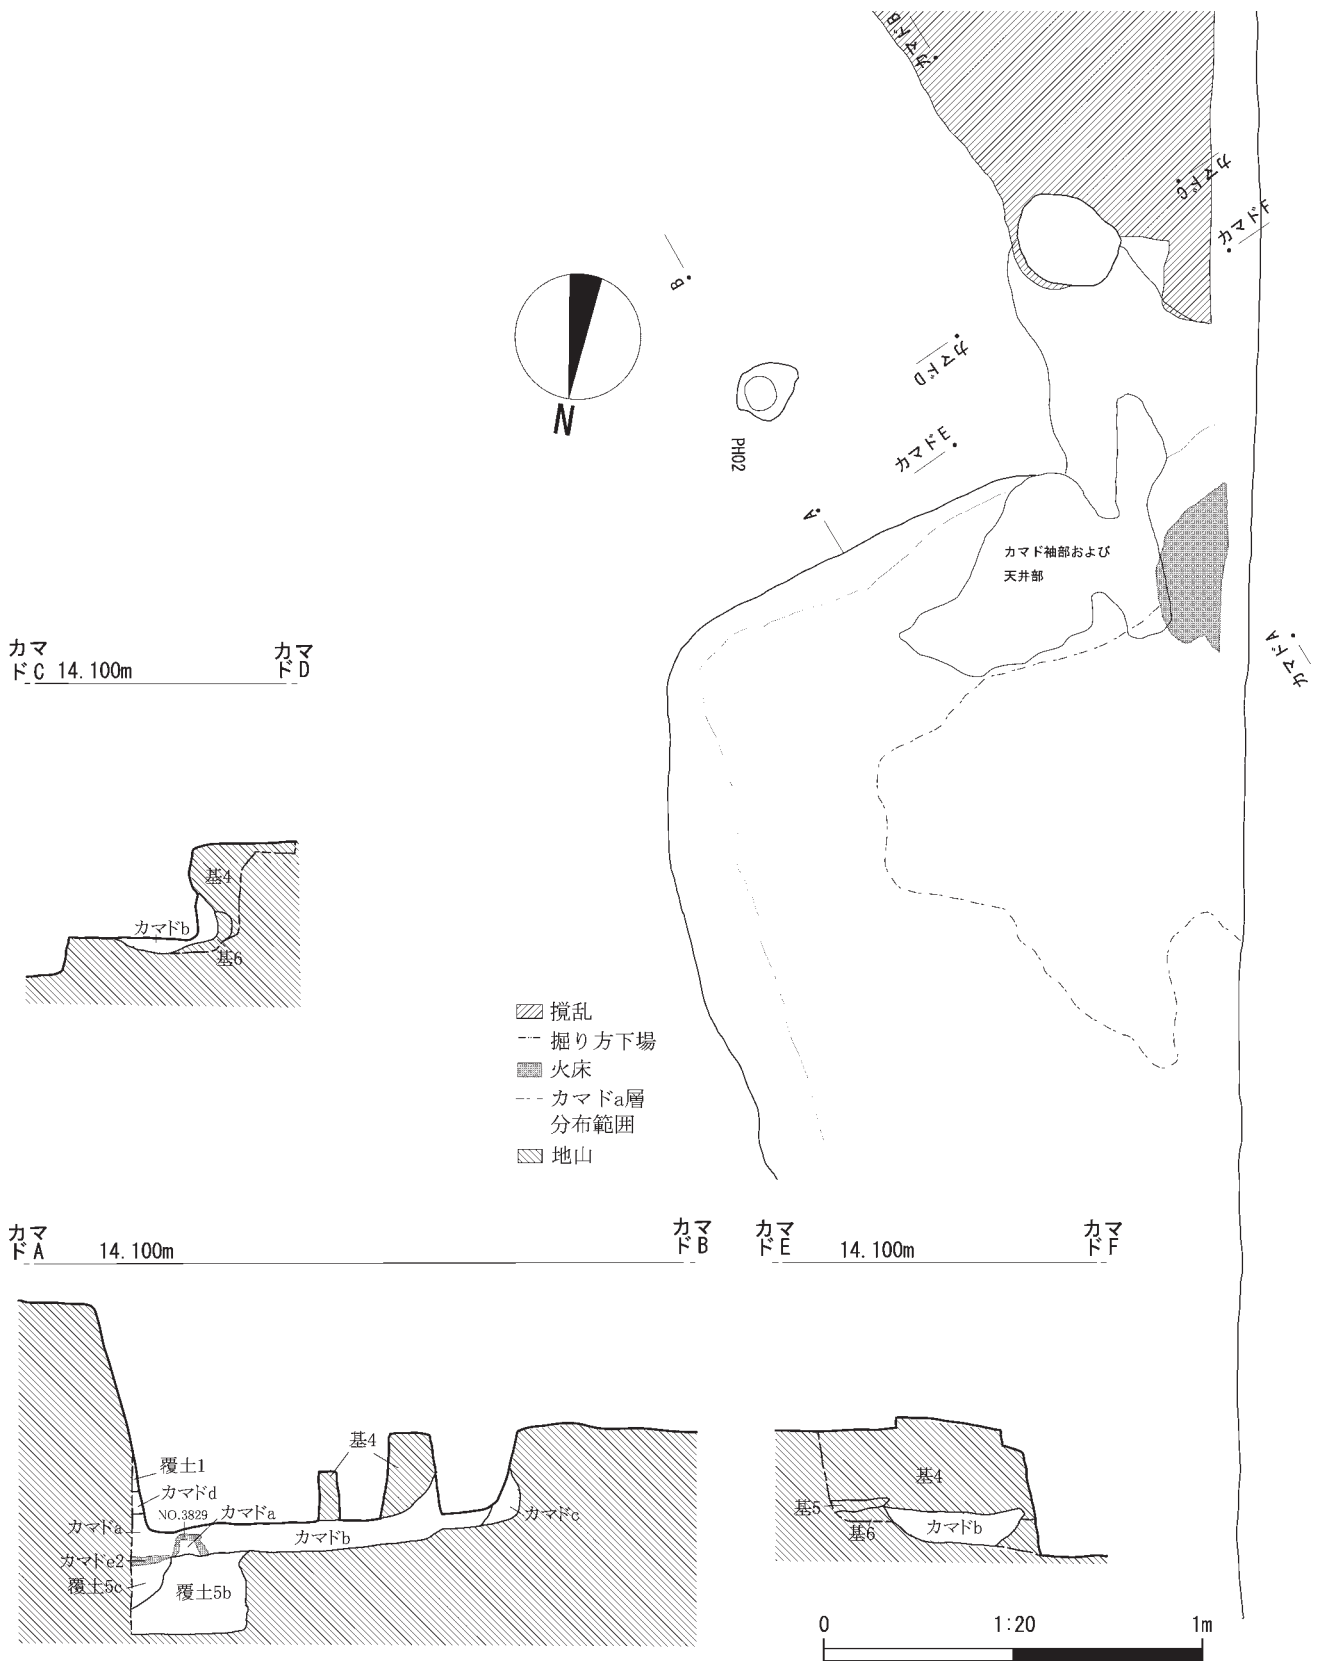 カマドB
カマドC
カマドF
B
カマドD
N
カマドE
PH02
A
カマド袖部および
天井部
カマドA
カマ
ドC 14.100m
カマ
ドD
基4
カマドb
基6
撹乱
掘り方下場
火床
カマドa層
分布範囲
地山
カマ
ドA 14.100m
カマ
ドB
カマ
ドE 14.100m
カマ
ドF
基4
覆土1
カマドd
NO.3829
カマドa
カマドa
カマドb
カマドc
カマドe2
覆土5c
覆土5b
基4
基5
基6
カマドb
0 1:20 1m